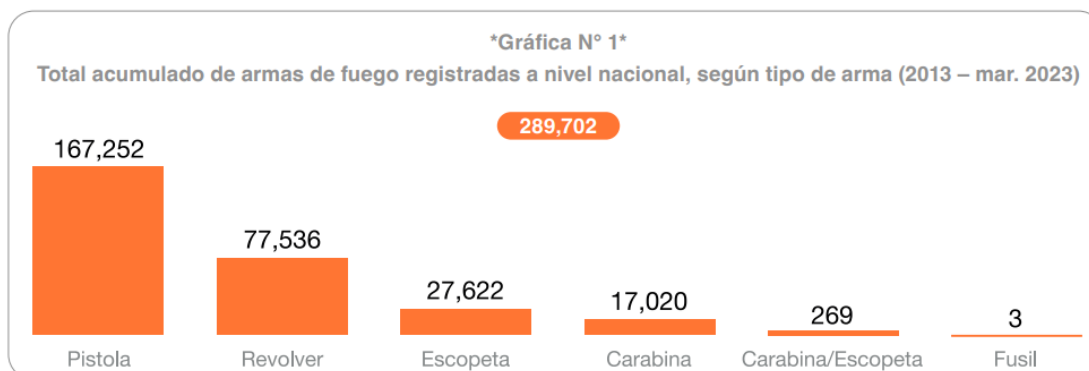 *Gráfica N° 1*
Total acumulado de armas de fuego registradas a nivel nacional, según tipo de arma (2013 – mar. 2023)
289,702
167,252
77,536
27,622
17,020
269
3
Pistola
Revolver
Escopeta
Carabina
Carabina/Escopeta
Fusil